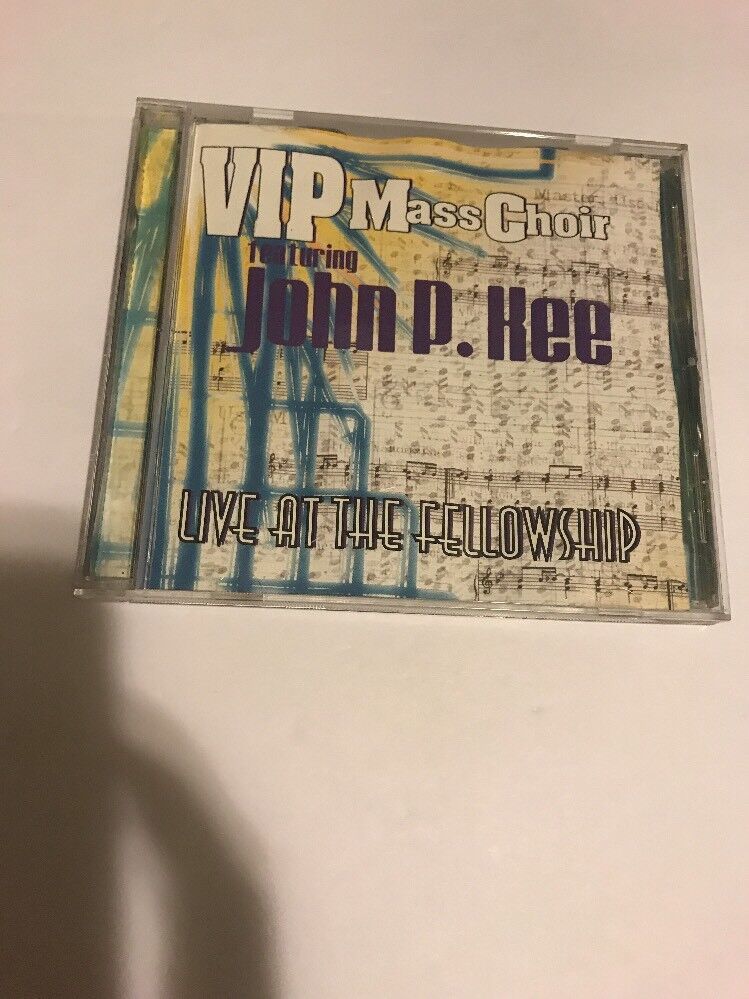 VIP Mass Choir
featuring
John P. Kee
LIVE AT THE FELLOWSHIP